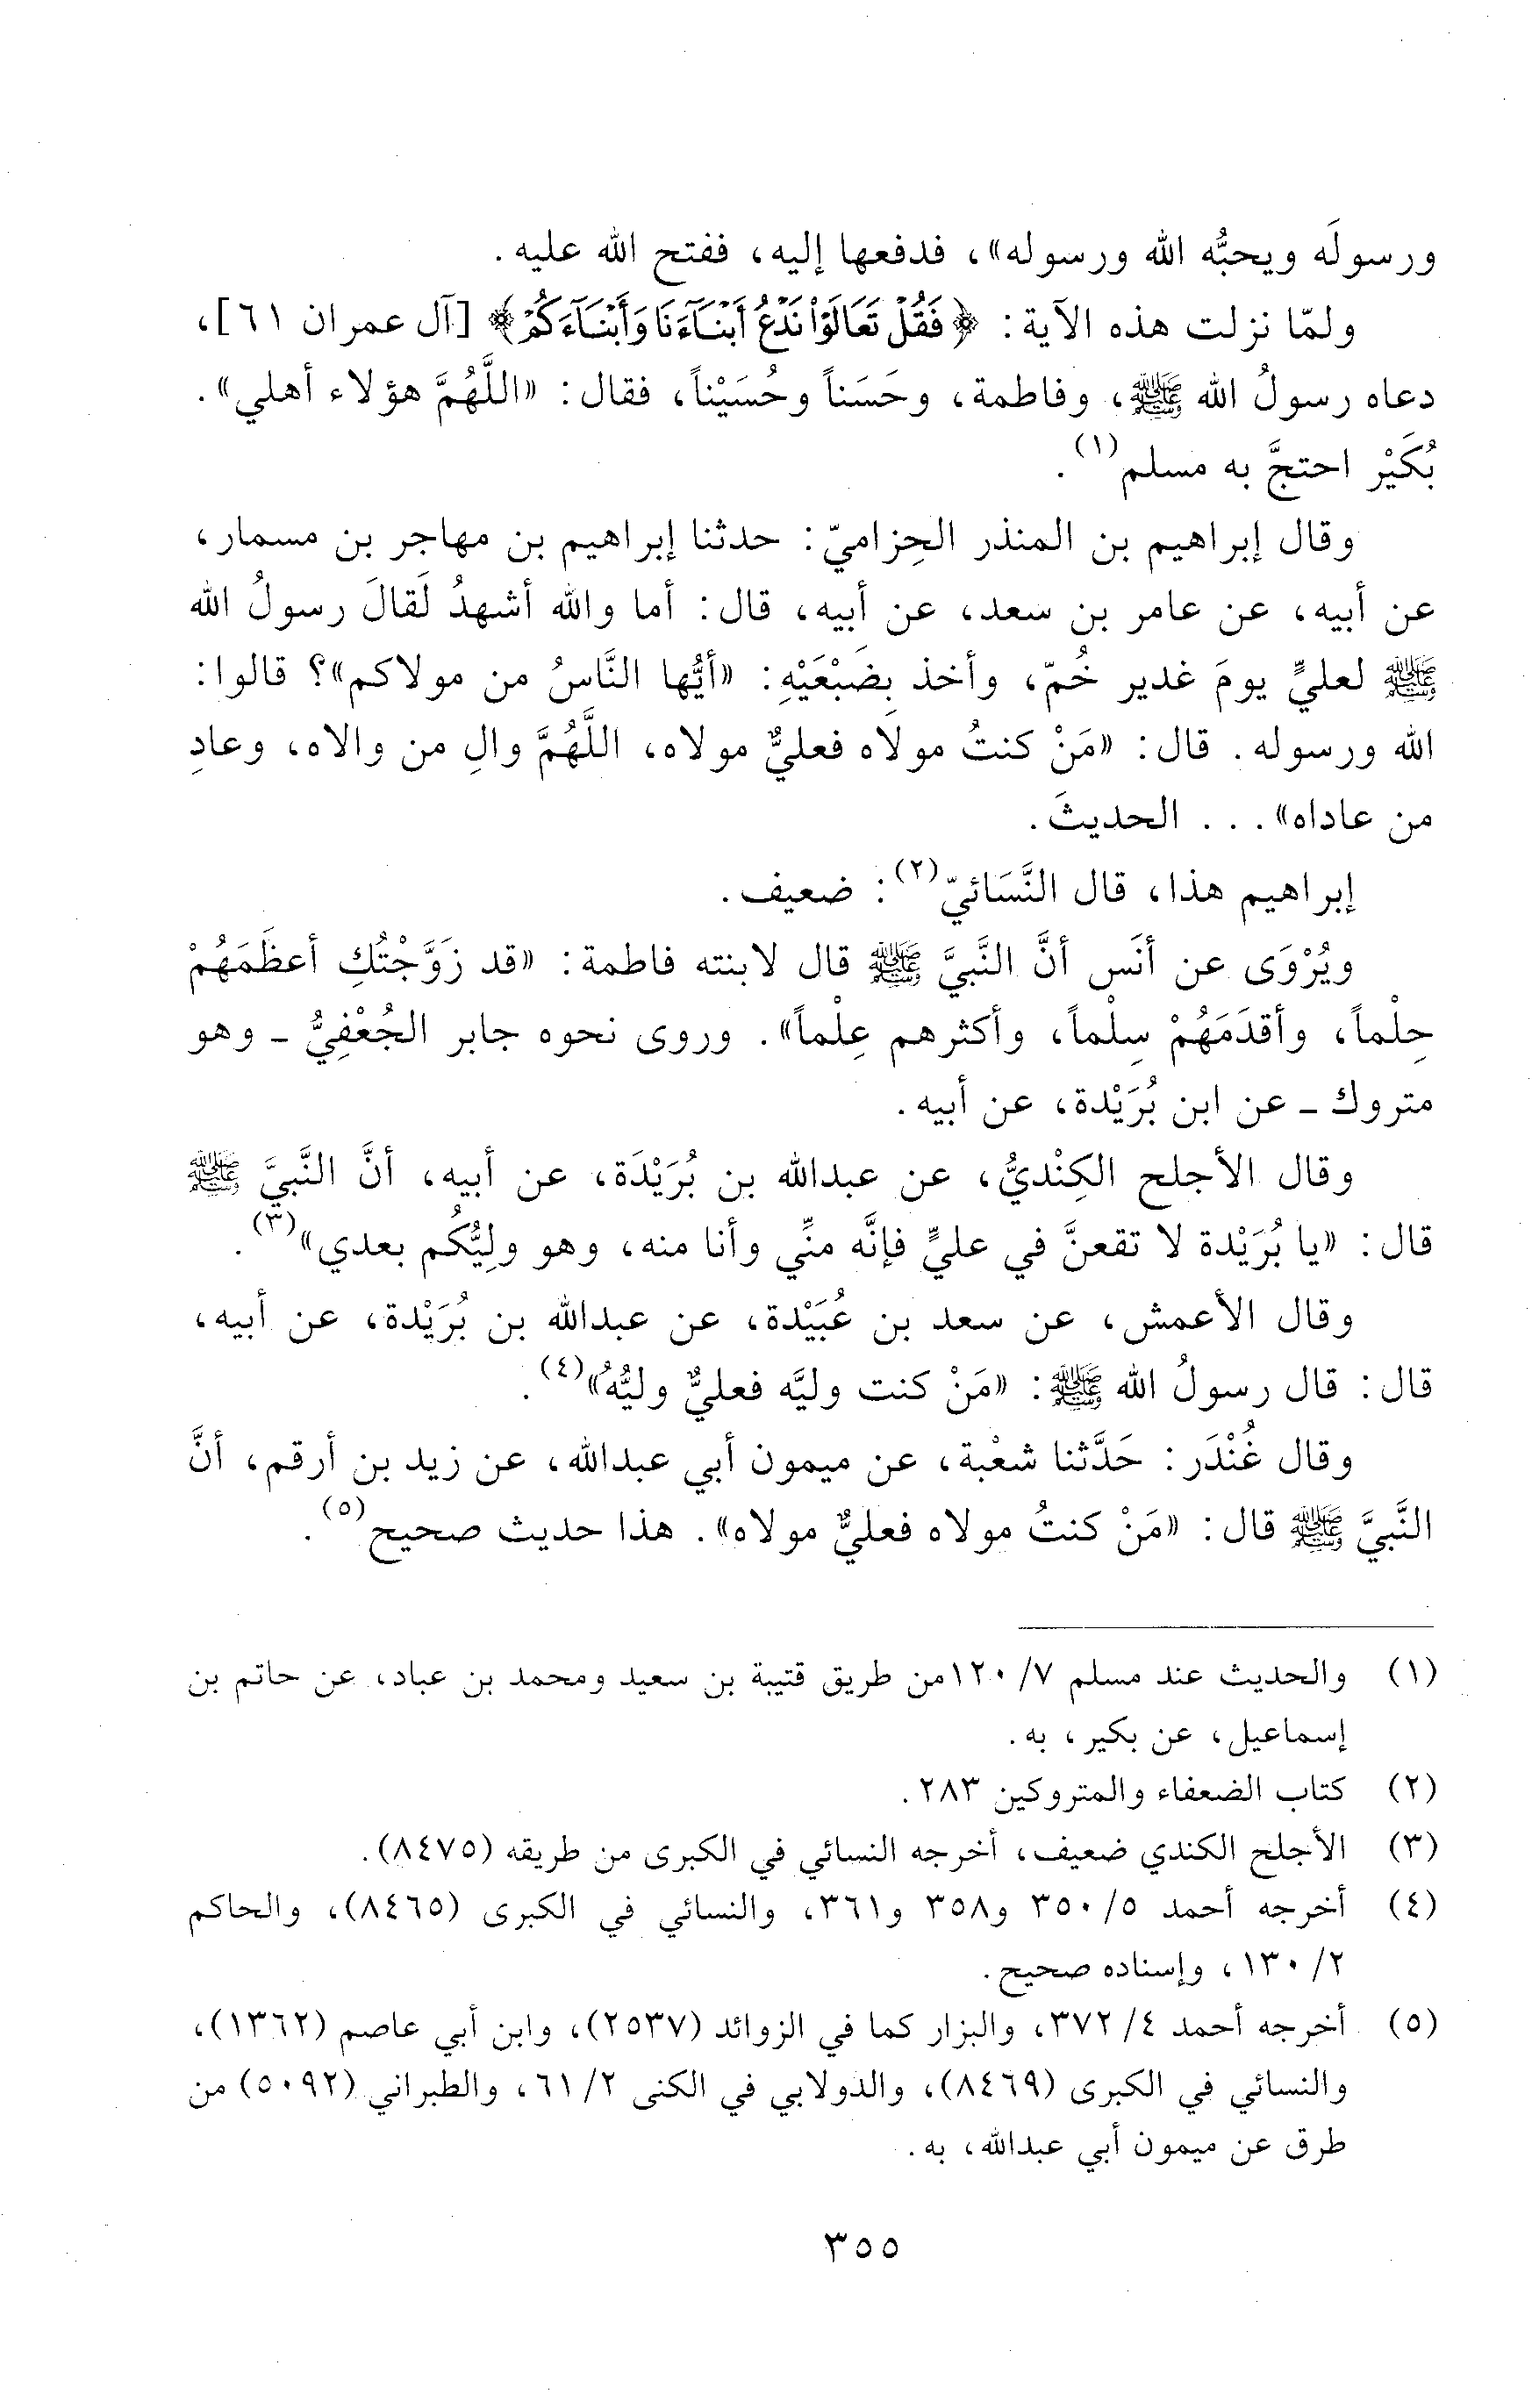 ورسولَه ويحبُّه الله ورسوله»، فدفعها إليه، ففتح الله عليه.
ولمّا نزلت هذه الآية: ﴿فَقُلْ تَعَالَوْا نَدْعُ أَبْنَآءَنَا وَأَبْنَآءَكُمْ﴾ [آل عمران ٦١]،
دعاه رسولُ الله ﷺ، وفاطمة، وحَسَناً وحُسَيْناً، فقال: «اللَّهُمَّ هؤلاء أهلي».
بُكَيْر احتجَّ به مسلم(١).
وقال إبراهيم بن المنذر الحِزاميّ: حدثنا إبراهيم بن مهاجر بن مسمار،
عن أبيه، عن عامر بن سعد، عن أبيه، قال: أما والله أشهدُ لَقالَ رسولُ الله
ﷺ لعليٍّ يومَ غدير خُمّ، وأخذ بِضَبْعَيْهِ: «أيُّها النَّاسُ من مولاكم»؟ قالوا:
الله ورسوله. قال: «مَنْ كنتُ مولاه فعليٌّ مولاه، اللَّهُمَّ والِ من والاه، وعادِ
من عاداه»... الحديثَ.
إبراهيم هذا، قال النَّسَائيّ(٢): ضعيف.
ويُرْوَى عن أنَس أنَّ النَّبيَّ ﷺ قال لابنته فاطمة: «قد زَوَّجْتُكِ أعظَمَهُمْ
حِلْماً، وأقدَمَهُمْ سِلْماً، وأكثرهم عِلْماً». وروى نحوه جابر الجُعْفِيُّ ـ وهو
متروك ـ عن ابن بُرَيْدة، عن أبيه.
وقال الأجلح الكِنْديُّ، عن عبدالله بن بُرَيْدَة، عن أبيه، أنَّ النَّبيَّ ﷺ
قال: «يا بُرَيْدة لا تقعنَّ في عليٍّ فإنَّه منِّي وأنا منه، وهو ولِيُّكُم بعدي»(٣).
وقال الأعمش، عن سعد بن عُبَيْدة، عن عبدالله بن بُرَيْدة، عن أبيه،
قال: قال رسولُ الله ﷺ: «مَنْ كنت وليَّه فعليٌّ وليُّهُ»(٤).
وقال غُنْدَر: حَدَّثنا شعْبة، عن ميمون أبي عبدالله، عن زيد بن أرقم، أنَّ
النَّبيَّ ﷺ قال: «مَنْ كنتُ مولاه فعليٌّ مولاه». هذا حديث صحيح(٥).
(١) والحديث عند مسلم ٧/ ١٢٠من طريق قتيبة بن سعيد ومحمد بن عباد، عن حاتم بن
إسماعيل، عن بكير، به.
(٢) كتاب الضعفاء والمتروكين ٢٨٣.
(٣) الأجلح الكندي ضعيف، أخرجه النسائي في الكبرى من طريقه (٨٤٧٥).
(٤) أخرجه أحمد ٥/ ٣٥٠ و٣٥٨ و٣٦١، والنسائي في الكبرى (٨٤٦٥)، والحاكم
٢/ ١٣٠، وإسناده صحيح.
(٥) أخرجه أحمد ٤/ ٣٧٢، والبزار كما في الزوائد (٢٥٣٧)، وابن أبي عاصم (١٣٦٢)،
والنسائي في الكبرى (٨٤٦٩)، والدولابي في الكنى ٢/ ٦١، والطبراني (٥٠٩٢) من
طرق عن ميمون أبي عبدالله، به.
٣٥٥